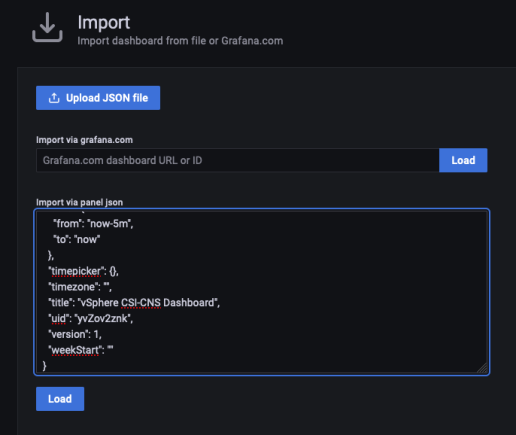 Import
Import dashboard from file or Grafana.com
Upload JSON file
Import via grafana.com
Grafana.com dashboard URL or ID
Load
Import via panel json
"from": "now-5m",
"to": "now"
},
"timepicker": {},
"timezone": "",
"title": "vSphere CSI-CNS Dashboard",
"uid": "yvZov2znk",
"version": 1,
"weekStart": ""
}
Load